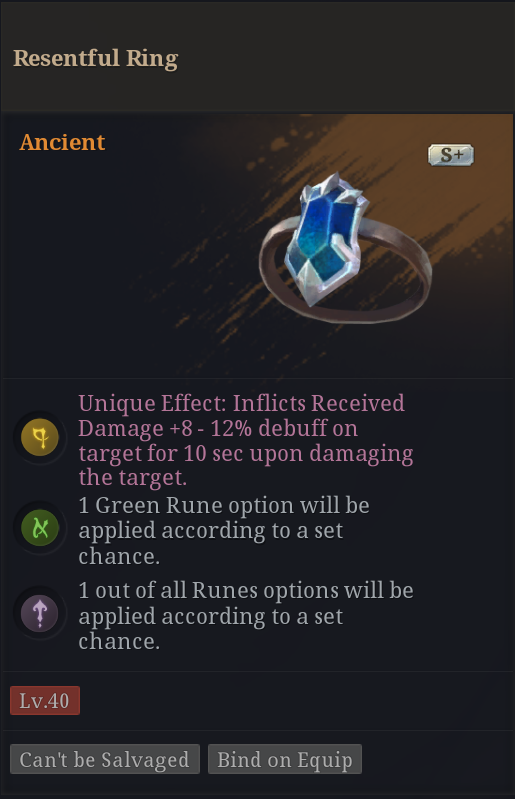 Resentful Ring
Ancient
S+
Unique Effect: Inflicts Received
Damage +8 - 12% debuff on
target for 10 sec upon damaging
the target.
1 Green Rune option will be
applied according to a set
chance.
1 out of all Runes options will be
applied according to a set
chance.
Lv.40
Can't be Salvaged
Bind on Equip